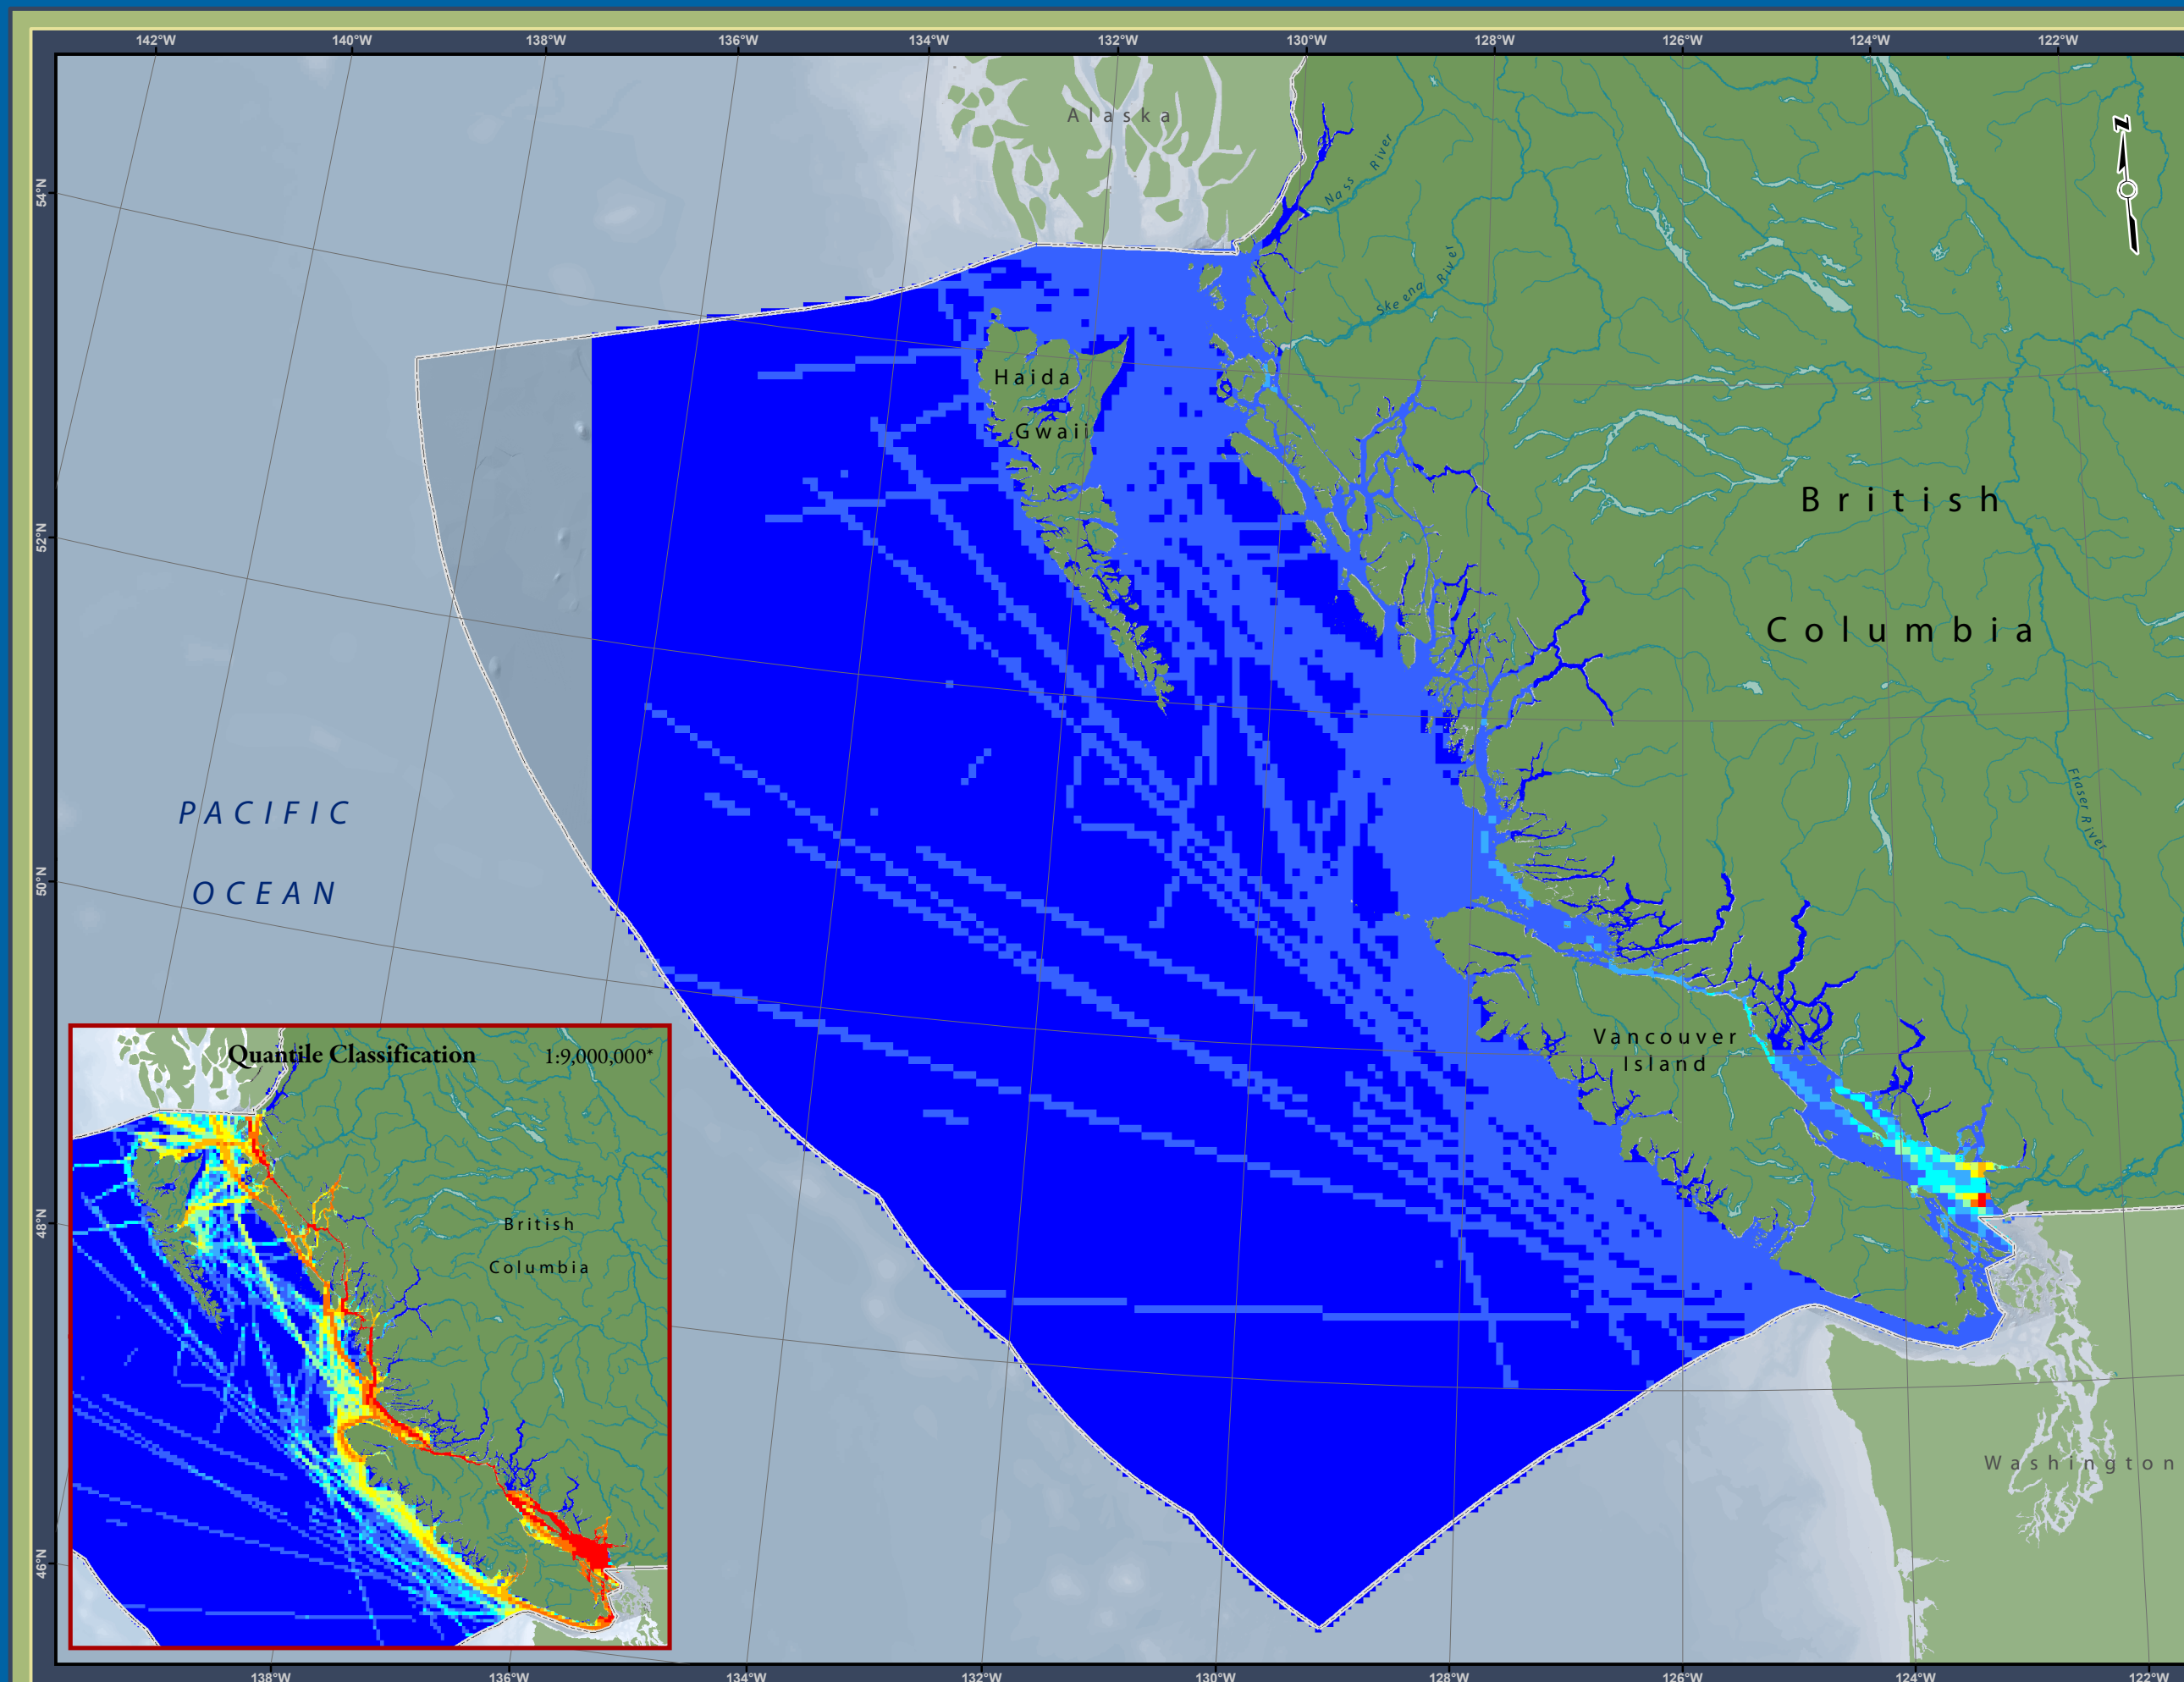 142°W 140°W 138°W 136°W 134°W 132°W 130°W 128°W 126°W 124°W 122°W
Alaska
54°N
Nass River
Skeena River
Haida
Gwaii
British
Columbia
52°N
PACIFIC
OCEAN
Fraser River
50°N
Vancouver
Island
Quantile Classification 1:9,000,000*
British
Columbia
48°N
Washington
46°N
138°W 136°W 134°W 132°W 130°W 128°W 126°W 124°W 122°W
N